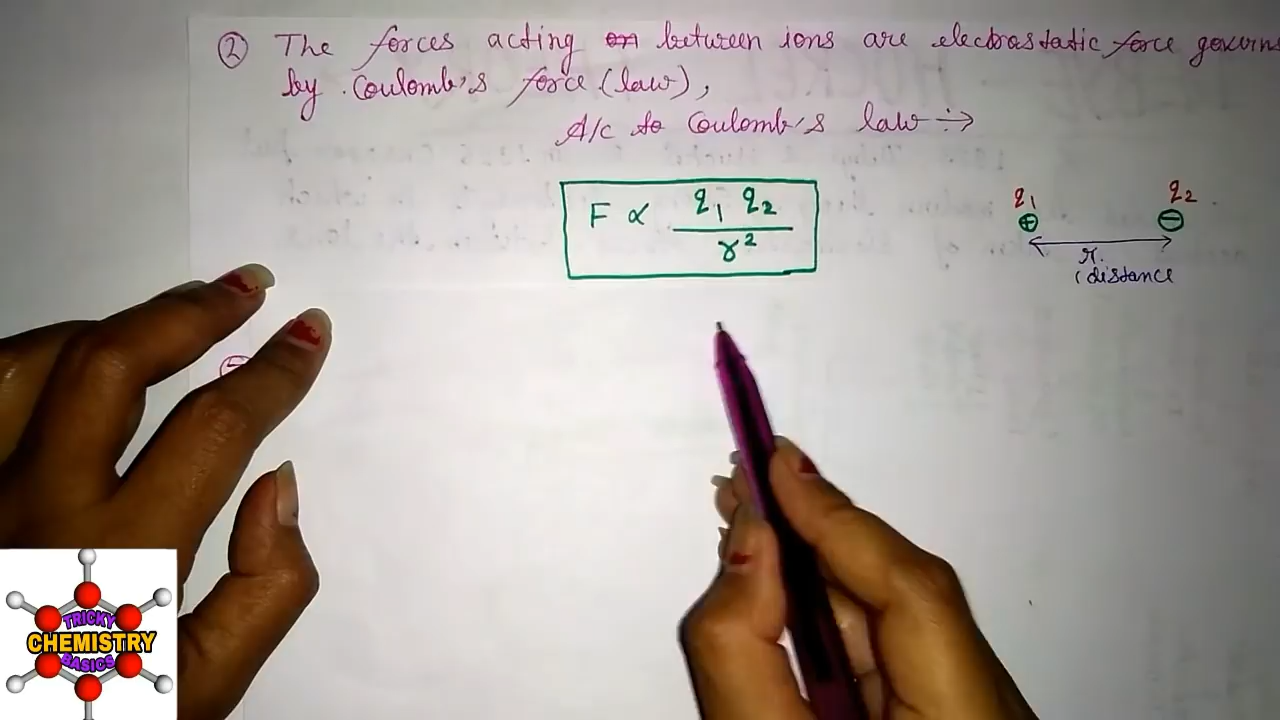 ② The forces acting between ions are electrostatic force governs
by Coulomb's force (law),
A/c to Coulomb's law →
F ∝ q1 q2 / r²
q1 q2
⊕ ⊖
r.
(distance
TRICKY
CHEMISTRY
BASICS